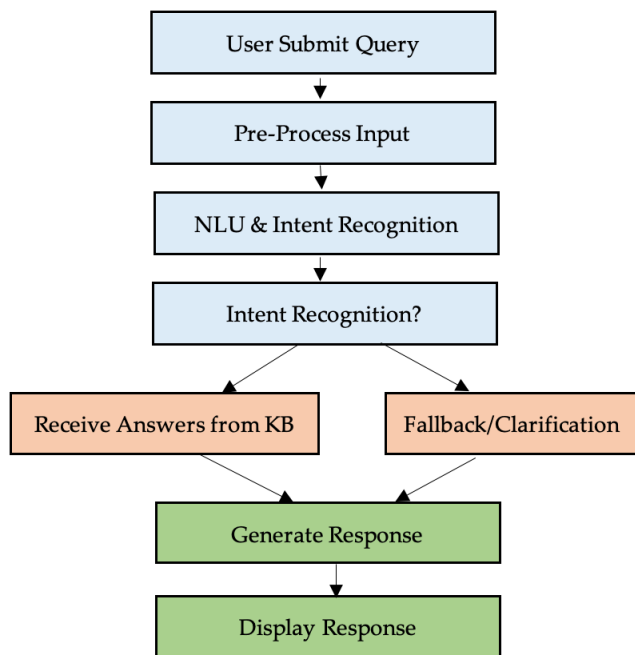 User Submit Query
Pre-Process Input
NLU & Intent Recognition
Intent Recognition?
Receive Answers from KB
Fallback/Clarification
Generate Response
Display Response